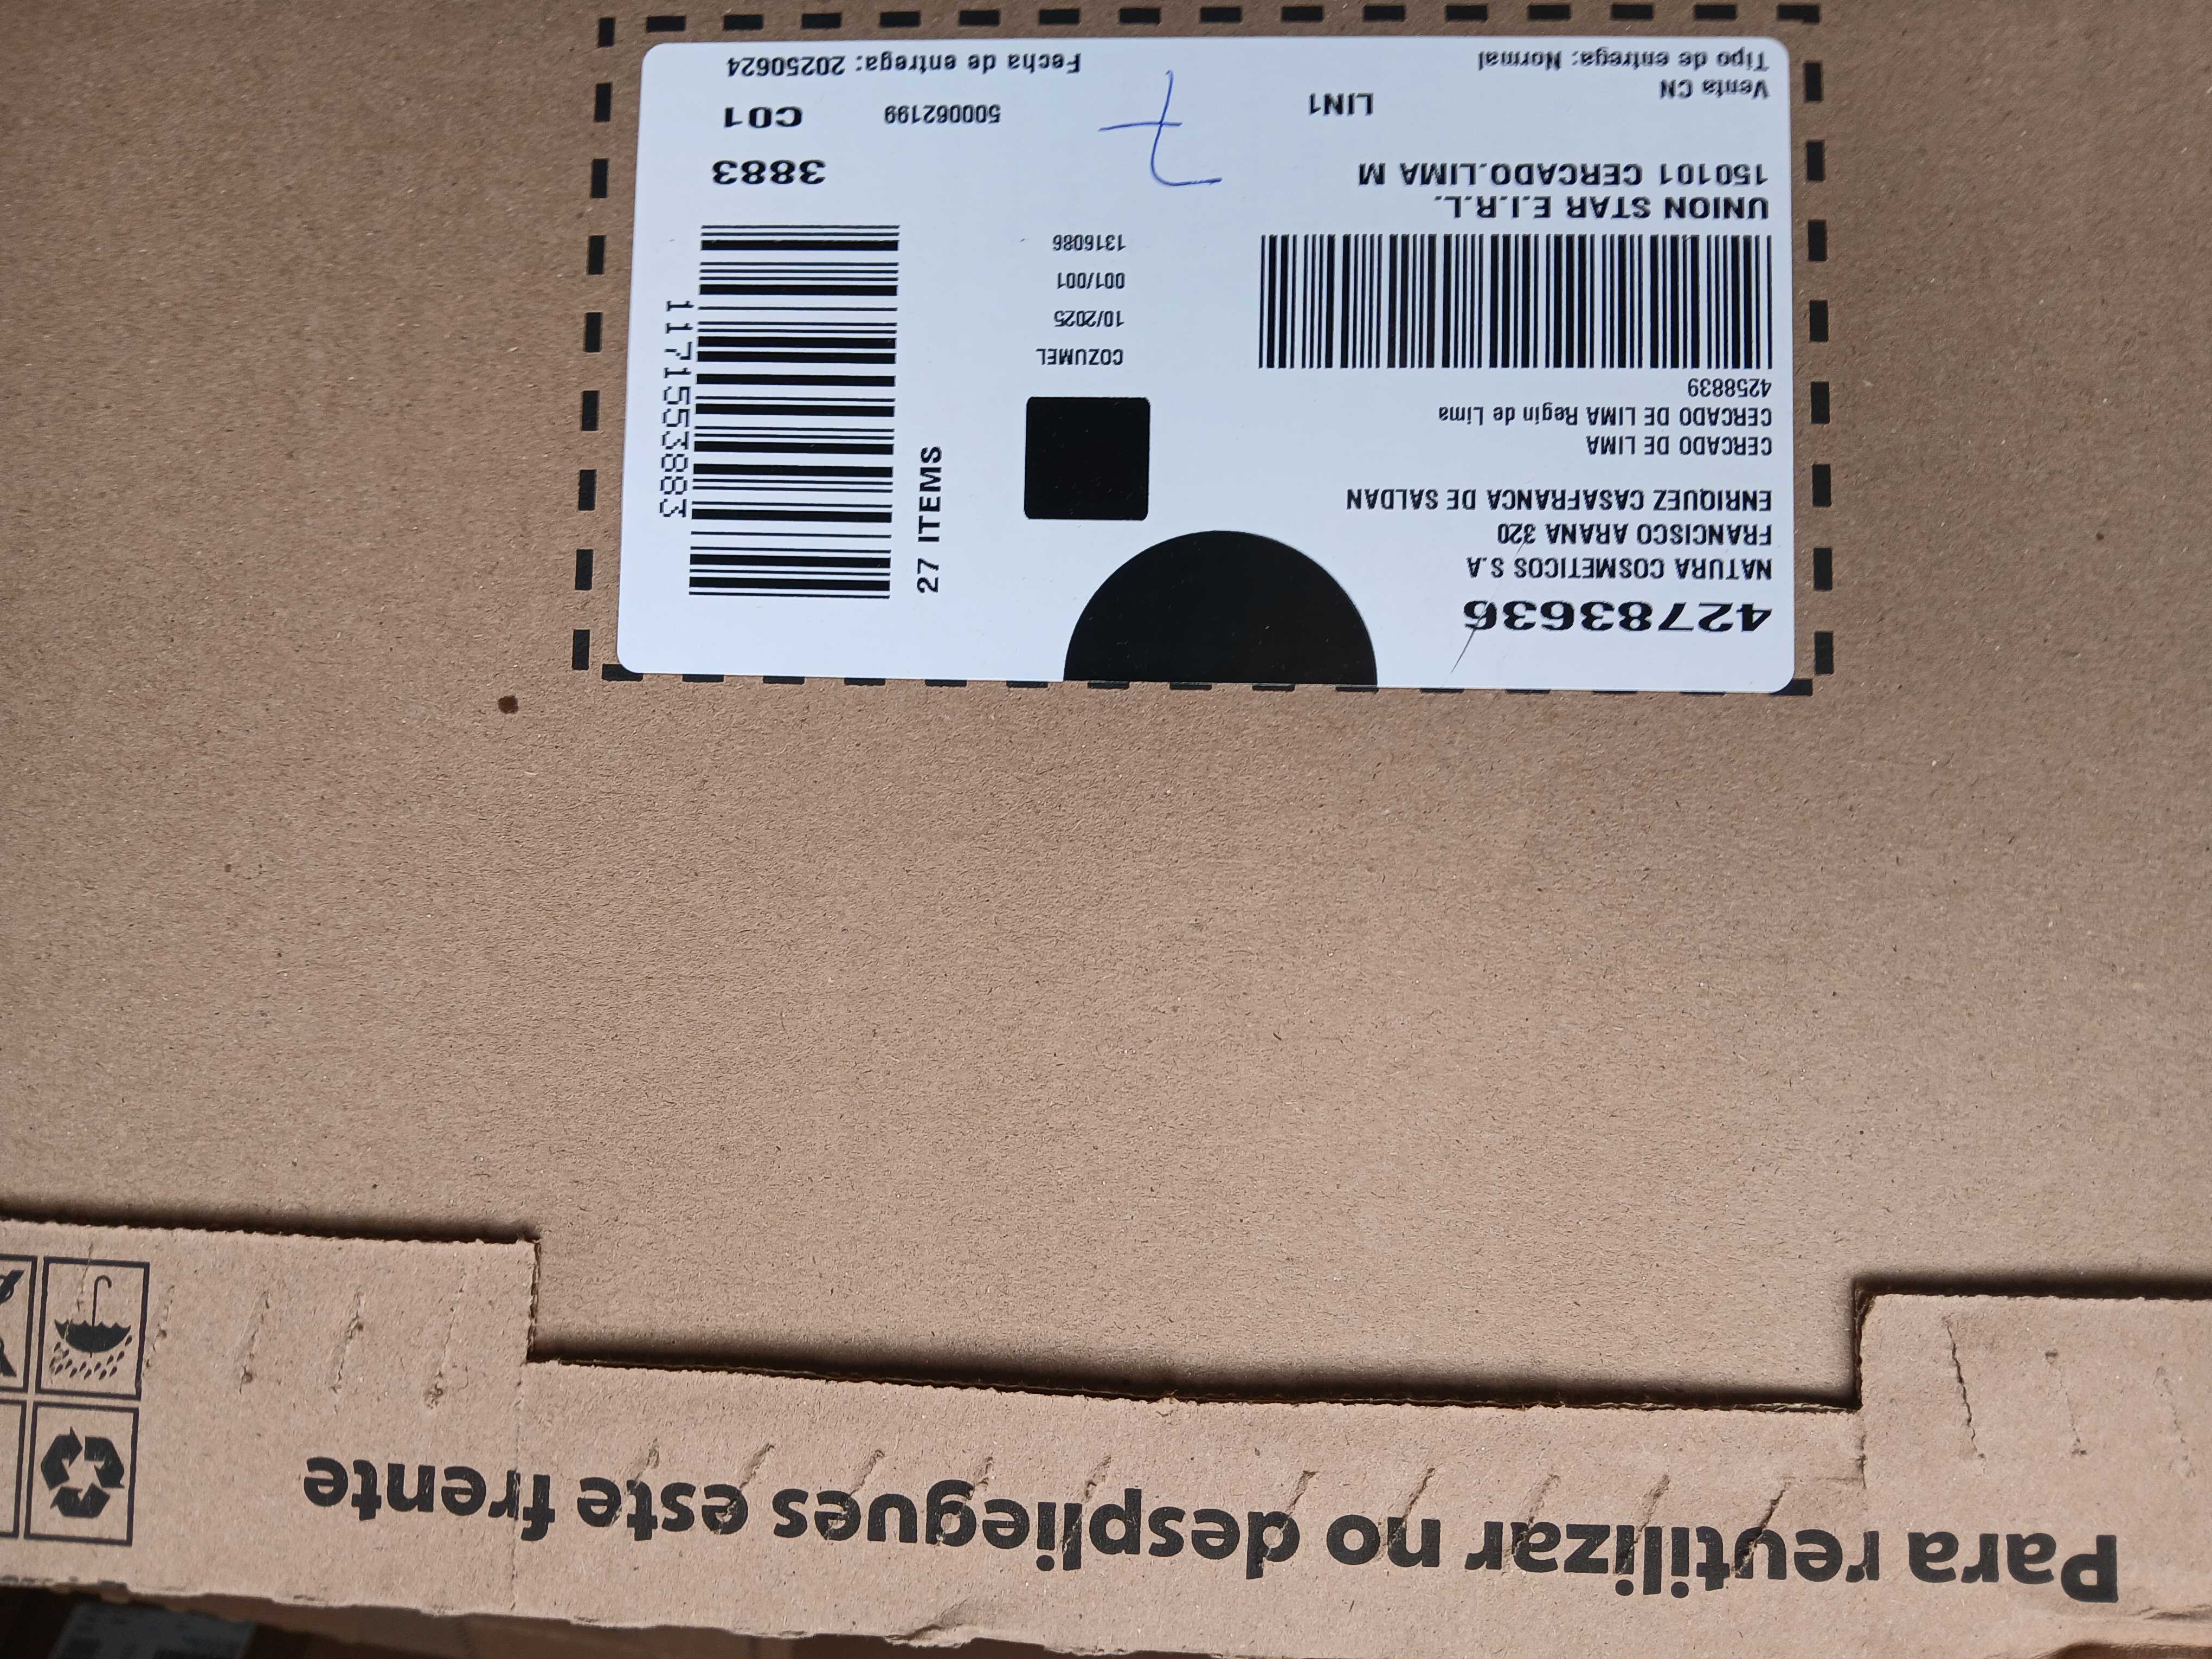 42783636
NATURA COSMETICOS S.A
FRANCISCO ARANA 320
ENRIQUEZ CASAFRANCA DE SALDAN
CERCADO DE LIMA
CERCADO DE LIMA Regin de Lima
4258839
UNION STAR E.I.R.L.
150101 CERCADO.LIMA M
LIN1
Venta CN
Tipo de entrega: Normal
COZUMEL
10/2025
001/001
1316086
27 ITEMS
1171553883
3883
500062199
C01
Fecha de entrega: 20250624
Para reutilizar no despliegues este frente